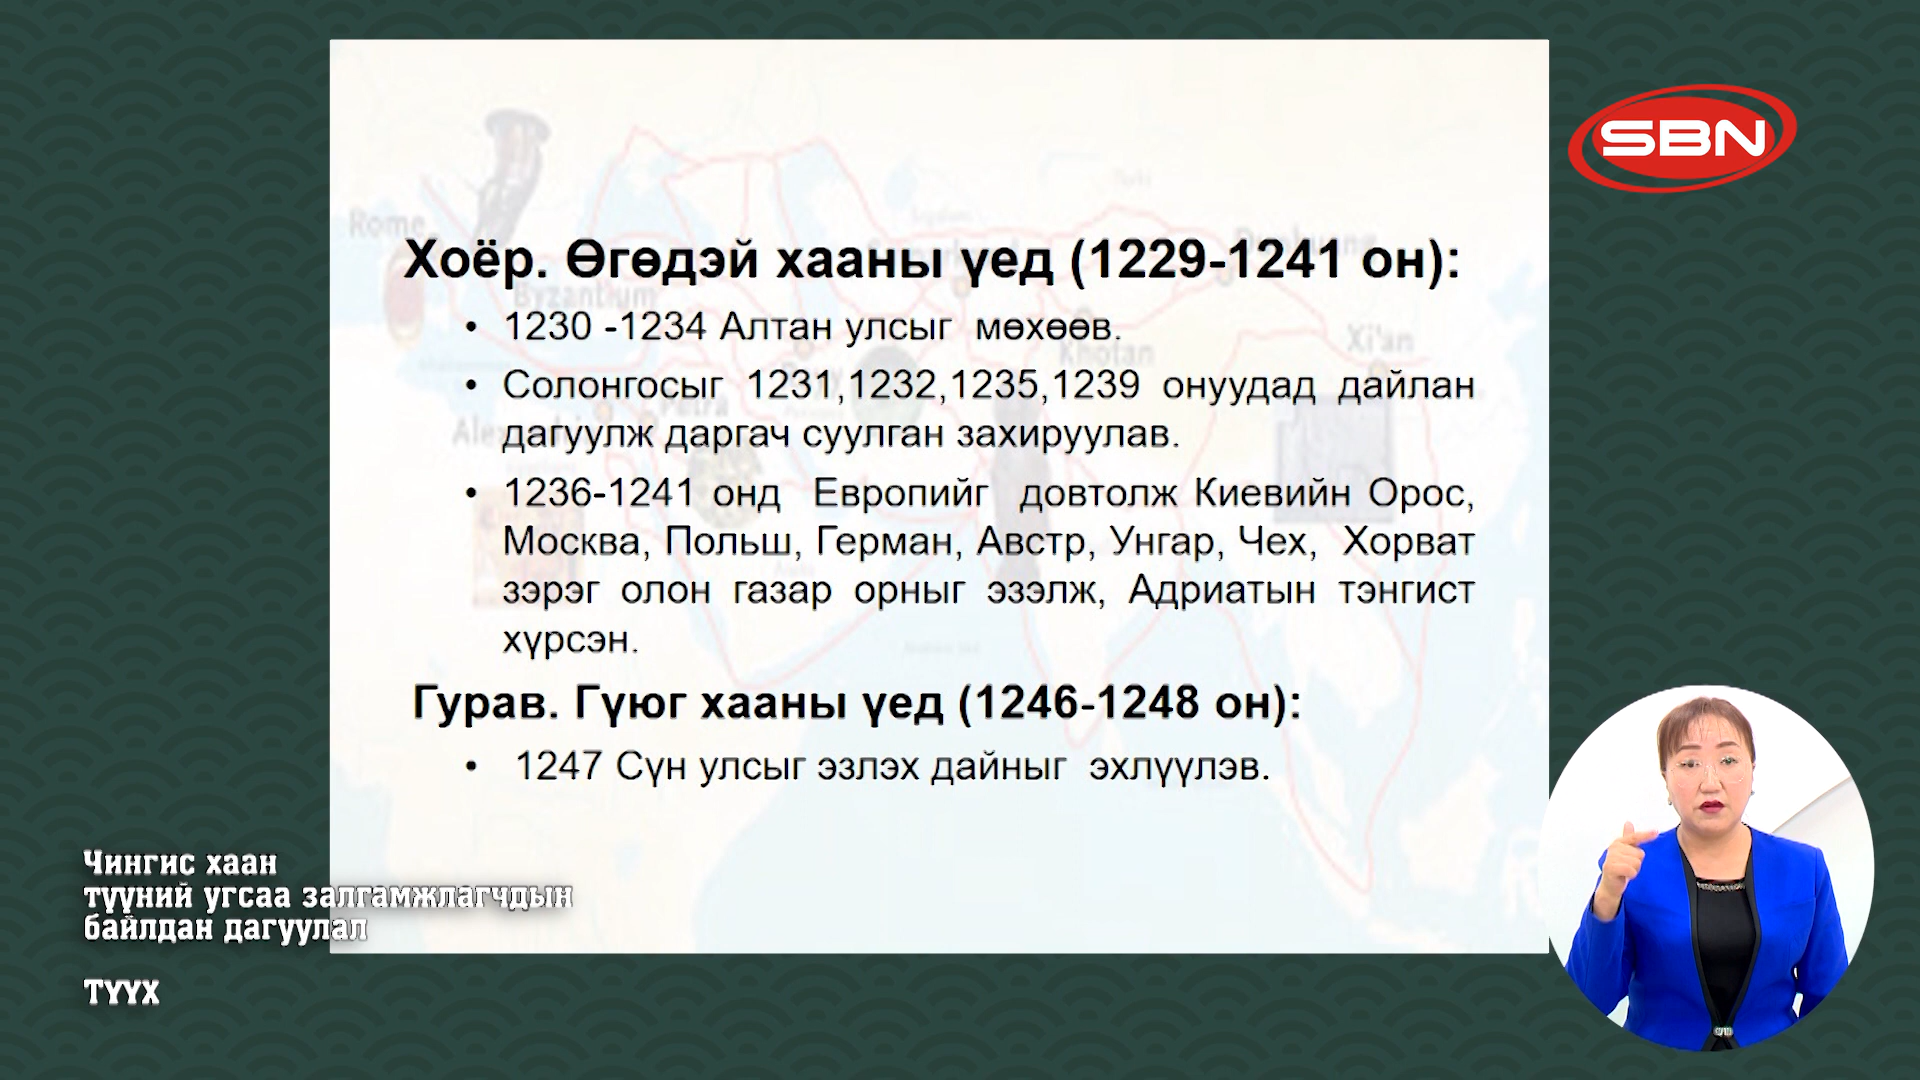 SBN
Хоёр. Өгөдэй хааны үед (1229-1241 он):
• 1230 -1234 Алтан улсыг мөхөөв.
• Солонгосыг 1231,1232,1235,1239 онуудад дайлан
дагуулж даргач суулган захируулав.
• 1236-1241 онд Европийг довтолж Киевийн Орос,
Москва, Польш, Герман, Австр, Унгар, Чех, Хорват
зэрэг олон газар орныг эзэлж, Адриатын тэнгист
хүрсэн.
Гурав. Гүюг хааны үед (1246-1248 он):
• 1247 Сүн улсыг эзлэх дайныг эхлүүлэв.
Rome
Byzantium
Khotan
Xi'an
Petra
Чингис хаан
түүний угсаа залгамжлагчдын
байлдан дагуулал
ТҮҮХ